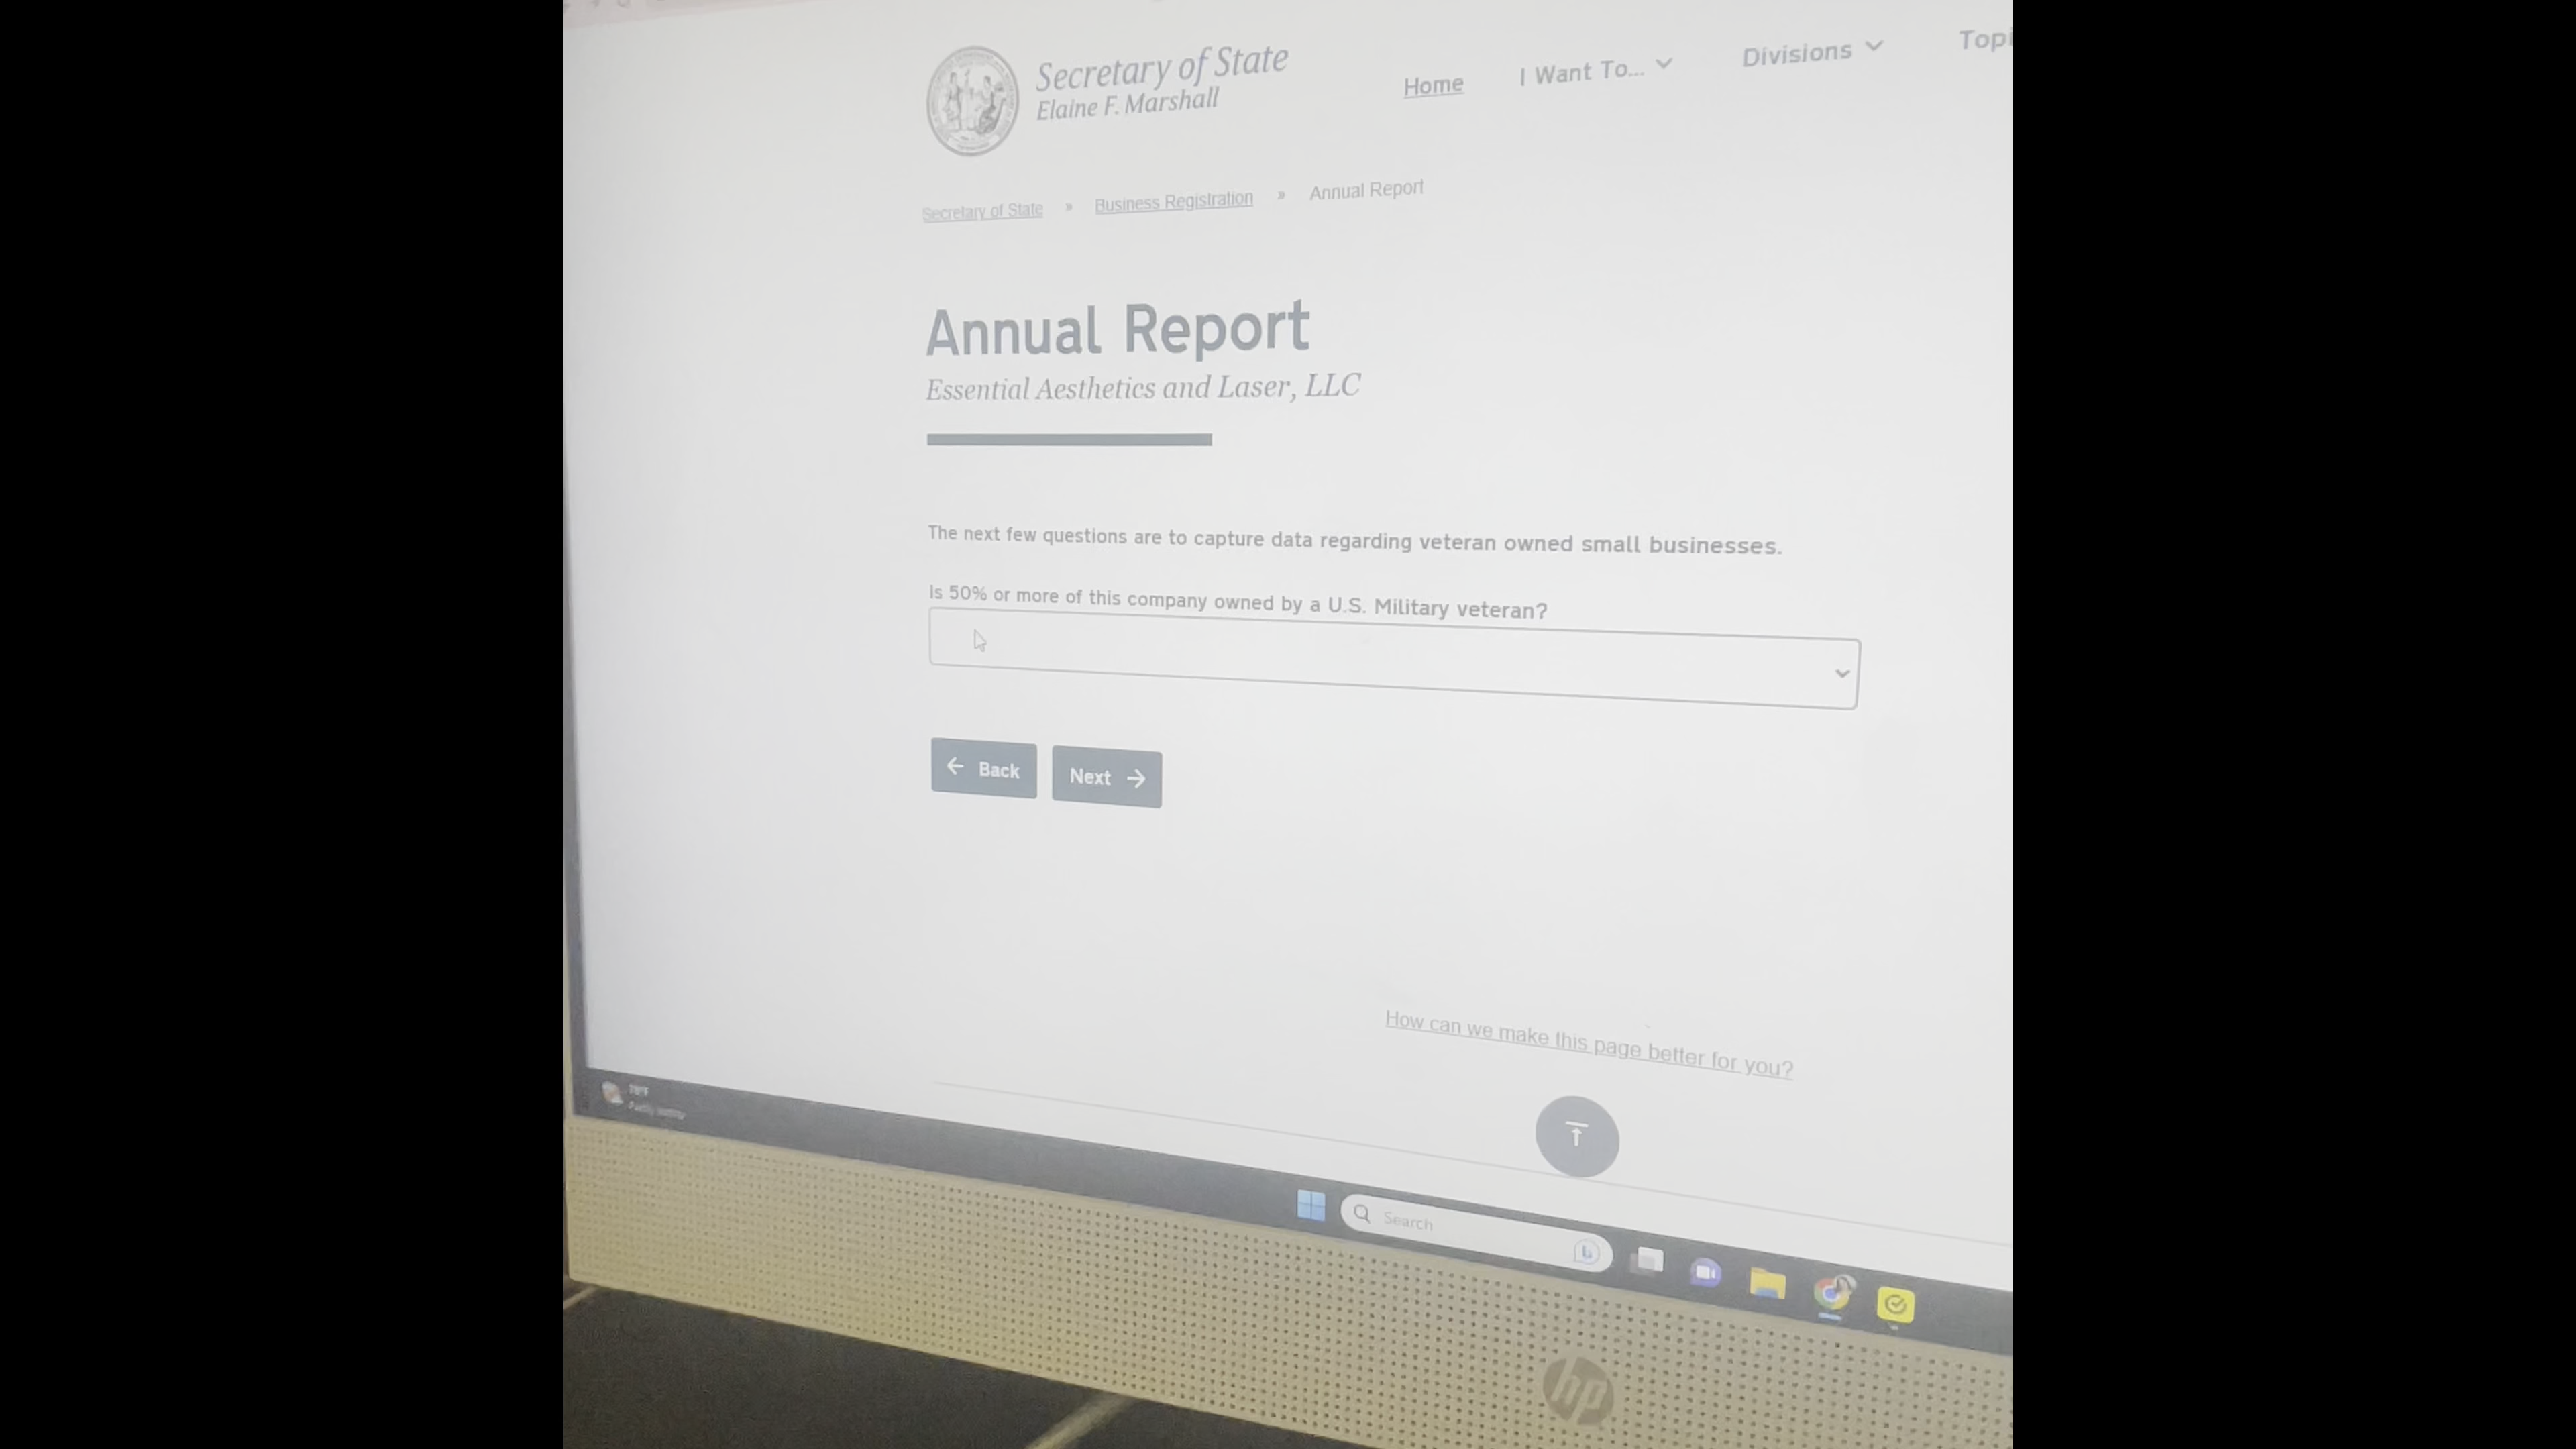 Secretary of State
Elaine F. Marshall
Home
I Want To...
Divisions
Topi
Secretary of State » Business Registration » Annual Report
Annual Report
Essential Aesthetics and Laser, LLC
The next few questions are to capture data regarding veteran owned small businesses.
Is 50% or more of this company owned by a U.S. Military veteran?
Back
Next
How can we make this page better for you?
Search
hp